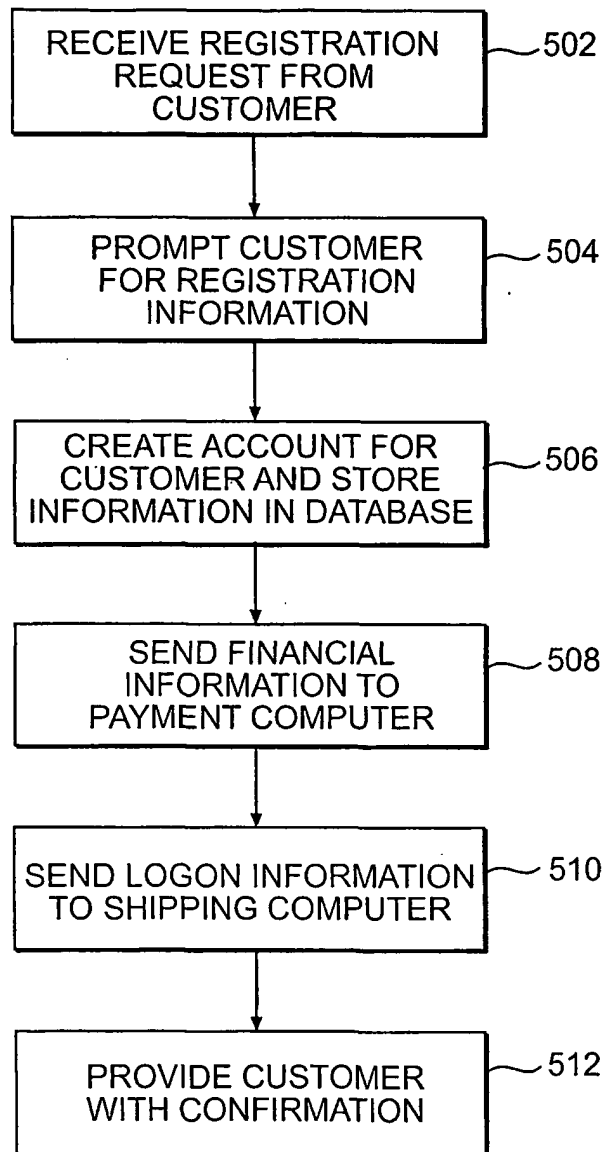 RECEIVE REGISTRATION
REQUEST FROM
CUSTOMER
502
PROMPT CUSTOMER
FOR REGISTRATION
INFORMATION
504
CREATE ACCOUNT FOR
CUSTOMER AND STORE
INFORMATION IN DATABASE
506
SEND FINANCIAL
INFORMATION TO
PAYMENT COMPUTER
508
SEND LOGON INFORMATION
TO SHIPPING COMPUTER
510
PROVIDE CUSTOMER
WITH CONFIRMATION
512